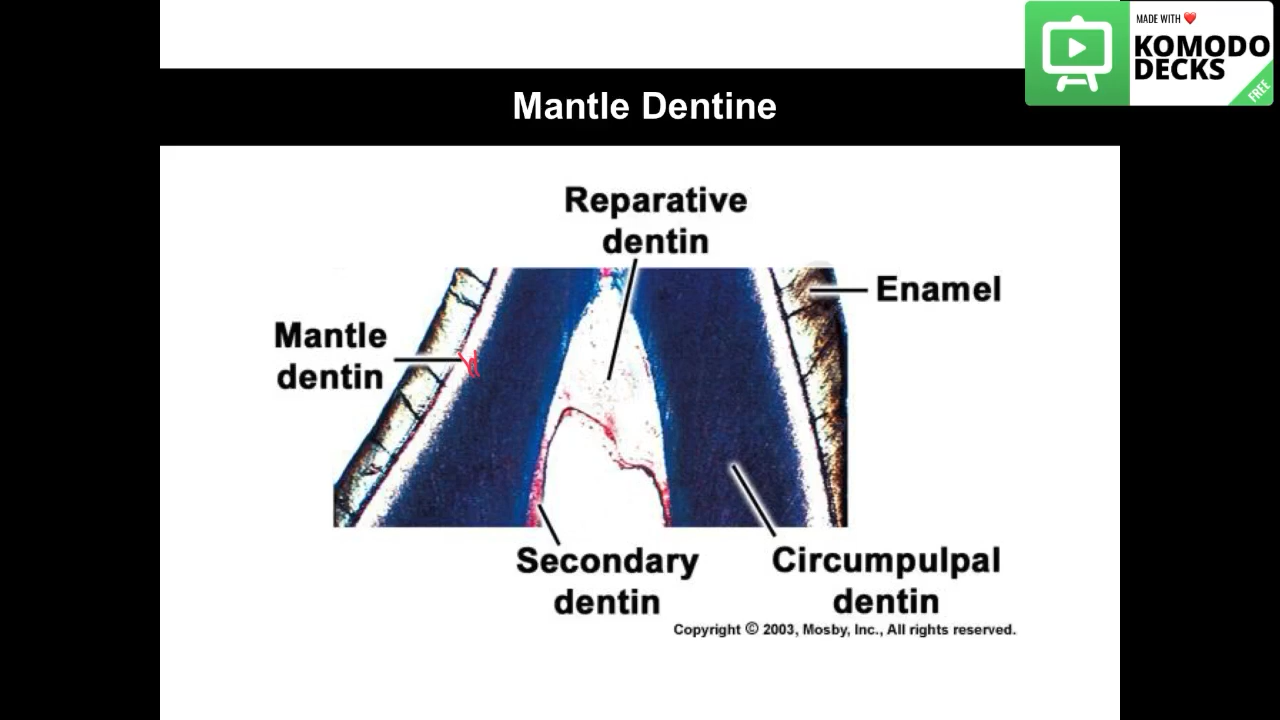 MADE WITH ❤️
KOMODO
DECKS
FREE
Mantle Dentine
Reparative
dentin
Enamel
Mantle
dentin
Secondary
dentin
Circumpulpal
dentin
Copyright © 2003, Mosby, Inc., All rights reserved.